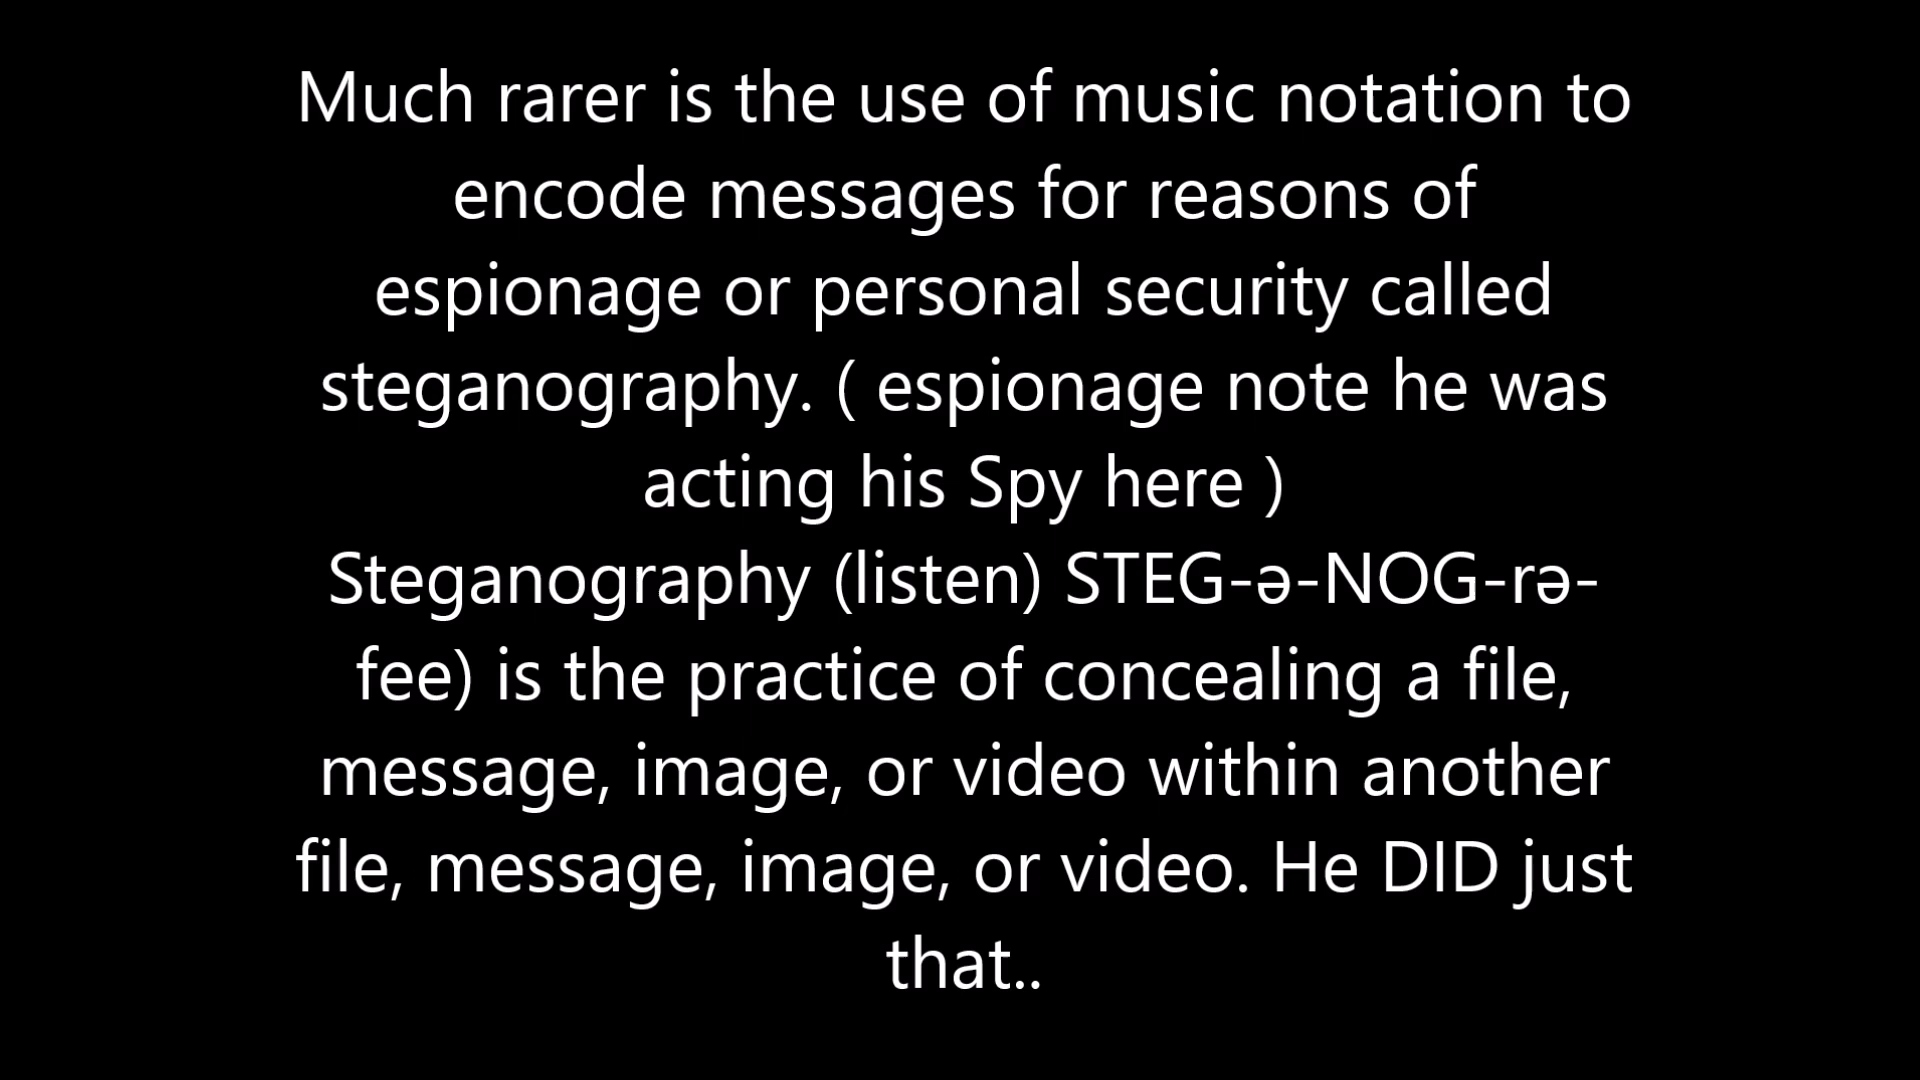 Much rarer is the use of music notation to
encode messages for reasons of
espionage or personal security called
steganography. ( espionage note he was
acting his Spy here )
Steganography (listen) STEG-ə-NOG-rə-
fee) is the practice of concealing a file,
message, image, or video within another
file, message, image, or video. He DID just
that..